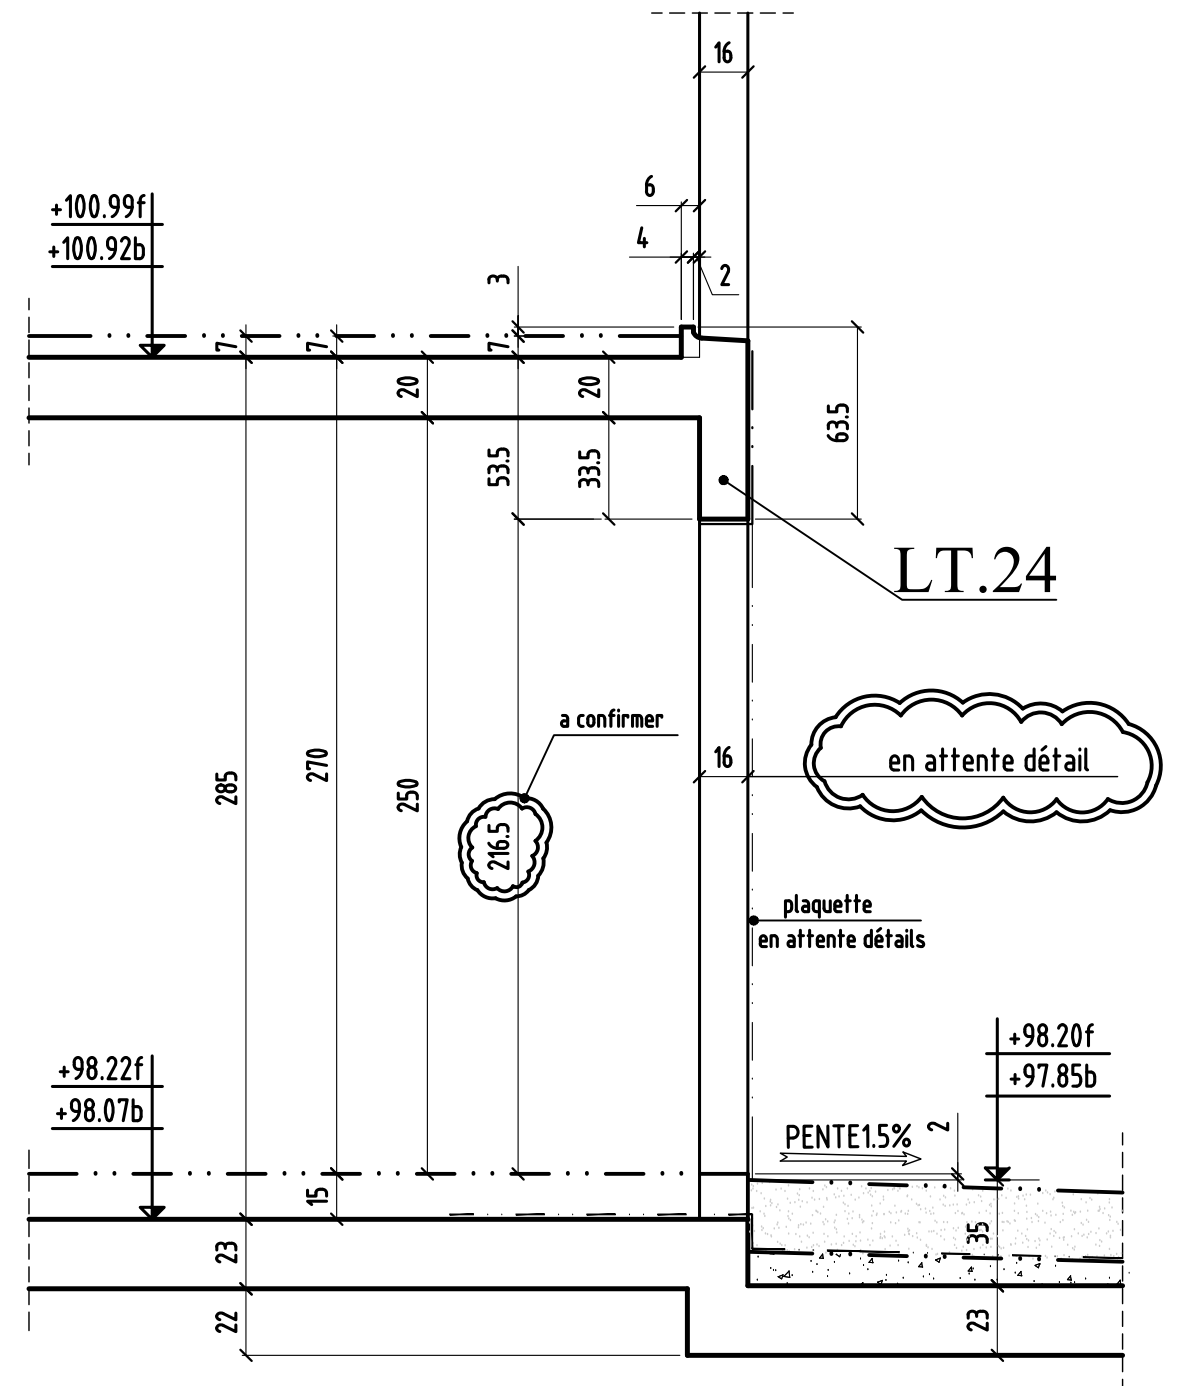 16
6
+100.99f
+100.92b
4
2
3
7
7
7
20
20
63.5
53.5
33.5
LT.24
a confirmer
16
en attente détail
285
270
250
216.5
plaquette
en attente détails
+98.20f
+97.85b
+98.22f
+98.07b
PENTE1.5%
2
15
35
23
22
23